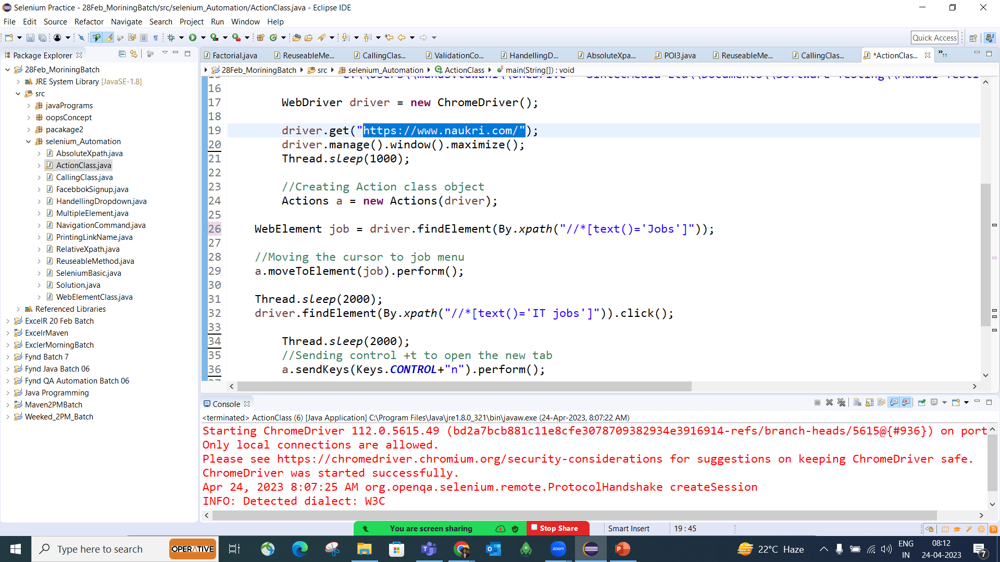 Selenium Practice - 28Feb_MoriningBatch/src/selenium_Automation/ActionClass.java - Eclipse IDE
File Edit Source Refactor Navigate Search Project Run Window Help
Quick Access
Package Explorer
28Feb_MoriningBatch
JRE System Library [JavaSE-1.8]
src
javaPrograms
oopsConcept
pacakage2
selenium_Automation
AbsoluteXpath.java
ActionClass.java
CallingClass.java
FacebbokSignup.java
HandellingDropdown.java
MultipleElement.java
NavigationCommand.java
PrintingLinkName.java
RelativeXpath.java
ReuseableMethod.java
SeleniumBasic.java
Solution.java
WebElementClass.java
Referenced Libraries
ExcelR 20 Feb Batch
ExcelrMaven
ExclerMorningBatch
Fynd Batch 7
Fynd Java Batch 06
Fynd QA Automation Batch 06
Java Programming
Maven2PMBatch
Weeked_2PM_Batch
Factorial.java ReuseableMe... CallingClas... ValidationCo... HandellingD... AbsoluteXpa... POI3.java ReuseableMe... CallingClas... *ActionClas... »11
28Feb_MoriningBatch src selenium_Automation ActionClass main(String[]) : void
16
17 WebDriver driver = new ChromeDriver();
18
19 driver.get("https://www.naukri.com/");
20 driver.manage().window().maximize();
21 Thread.sleep(1000);
22
23 //Creating Action class object
24 Actions a = new Actions(driver);
25
26 WebElement job = driver.findElement(By.xpath("//*[text()='Jobs']"));
27
28 //Moving the cursor to job menu
29 a.moveToElement(job).perform();
30
31 Thread.sleep(2000);
32 driver.findElement(By.xpath("//*[text()='IT jobs']")).click();
33
34 Thread.sleep(2000);
35 //Sending control +t to open the new tab
36 a.sendKeys(Keys.CONTROL+"n").perform();
Console
<terminated> ActionClass (6) [Java Application] C:\Program Files\Java\jre1.8.0_321\bin\javaw.exe (24-Apr-2023, 8:07:22 AM)
Starting ChromeDriver 112.0.5615.49 (bd2a7bcb881c11e8cfe3078709382934e3916914-refs/branch-heads/5615@{#936}) on port
Only local connections are allowed.
Please see https://chromedriver.chromium.org/security-considerations for suggestions on keeping ChromeDriver safe.
ChromeDriver was started successfully.
Apr 24, 2023 8:07:25 AM org.openqa.selenium.remote.ProtocolHandshake createSession
INFO: Detected dialect: W3C
You are screen sharing Stop Share Smart Insert 19 : 45
Type here to search OPERATIVE zoom 22°C Haze ENG IN 08:12 24-04-2023 7